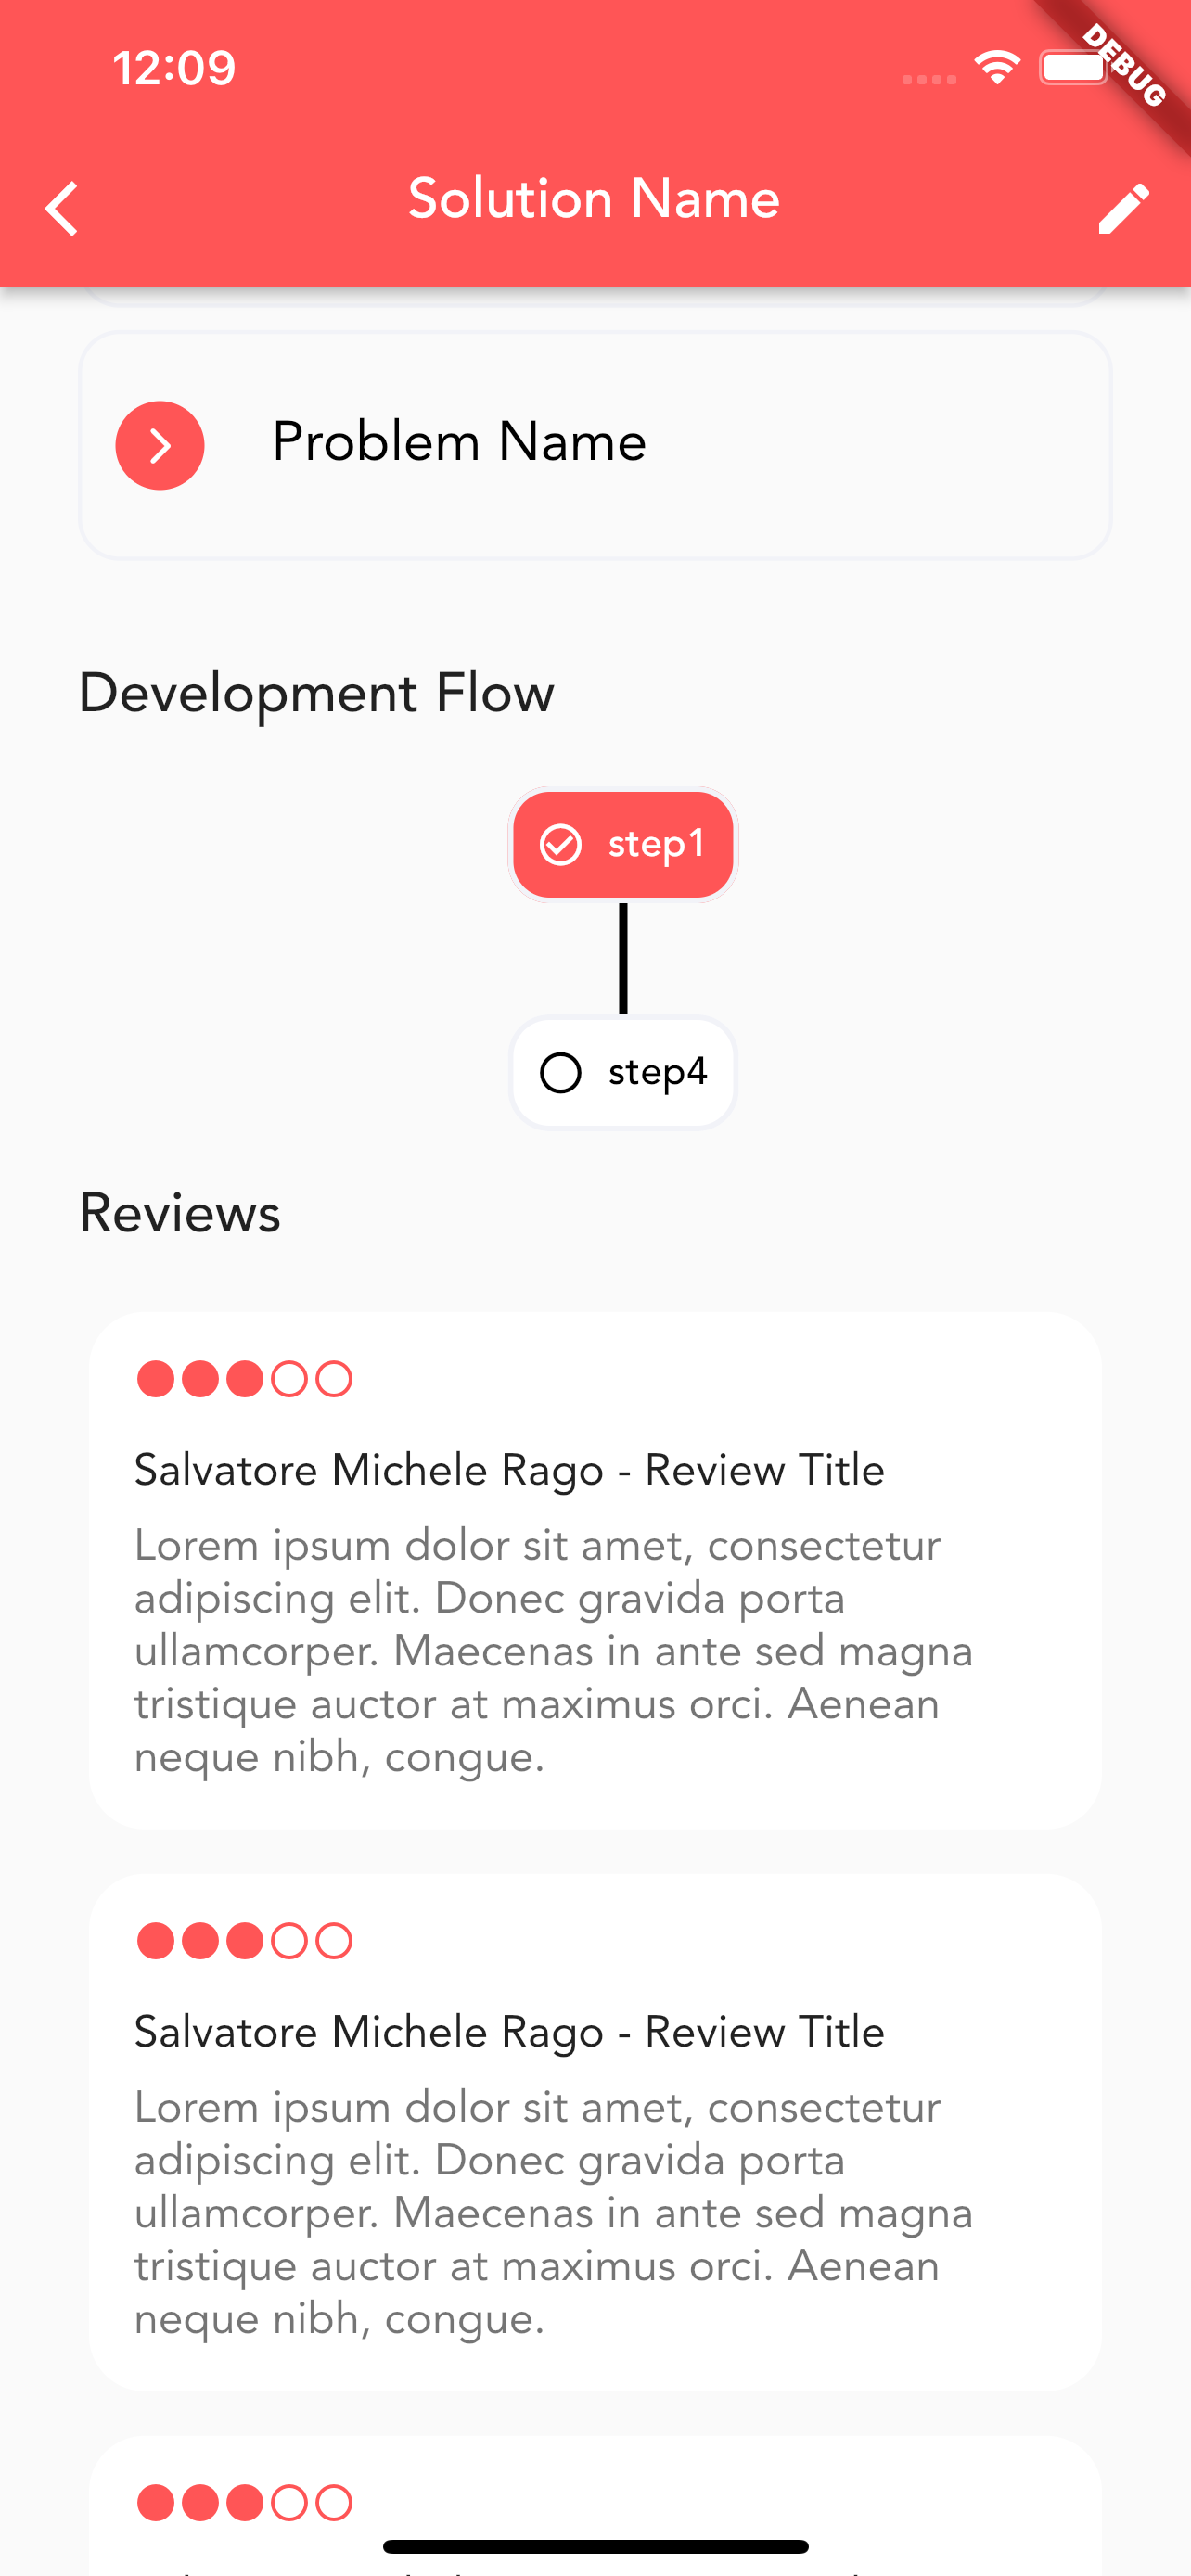 12:09
DEBUG
Solution Name
Problem Name
Development Flow
step1
step4
Reviews
Salvatore Michele Rago - Review Title
Lorem ipsum dolor sit amet, consectetur
adipiscing elit. Donec gravida porta
ullamcorper. Maecenas in ante sed magna
tristique auctor at maximus orci. Aenean
neque nibh, congue.
Salvatore Michele Rago - Review Title
Lorem ipsum dolor sit amet, consectetur
adipiscing elit. Donec gravida porta
ullamcorper. Maecenas in ante sed magna
tristique auctor at maximus orci. Aenean
neque nibh, congue.